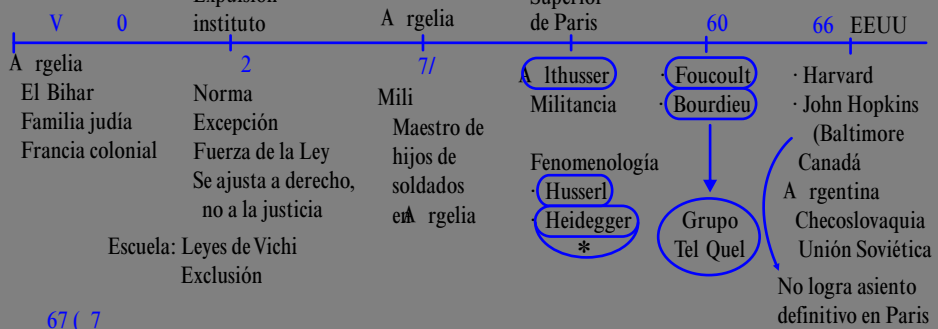 Expulsión
instituto
A rgelia
Superior
de Paris
V 0
60
66 EEUU
A rgelia
El Bihar
Familia judía
Francia colonial
2
Norma
Excepción
Fuerza de la Ley
Se ajusta a derecho,
no a la justicia
Escuela: Leyes de Vichi
Exclusión
7/
Mili
Maestro de
hijos de
soldados
en A rgelia
A lthusser
Militancia
Fenomenología
· Husserl
· Heidegger
*
· Foucoult
· Bourdieu
Grupo
Tel Quel
· Harvard
· John Hopkins
(Baltimore
Canadá
A rgentina
Checoslovaquia
Unión Soviética
No logra asiento
definitivo en Paris
67 ( 7